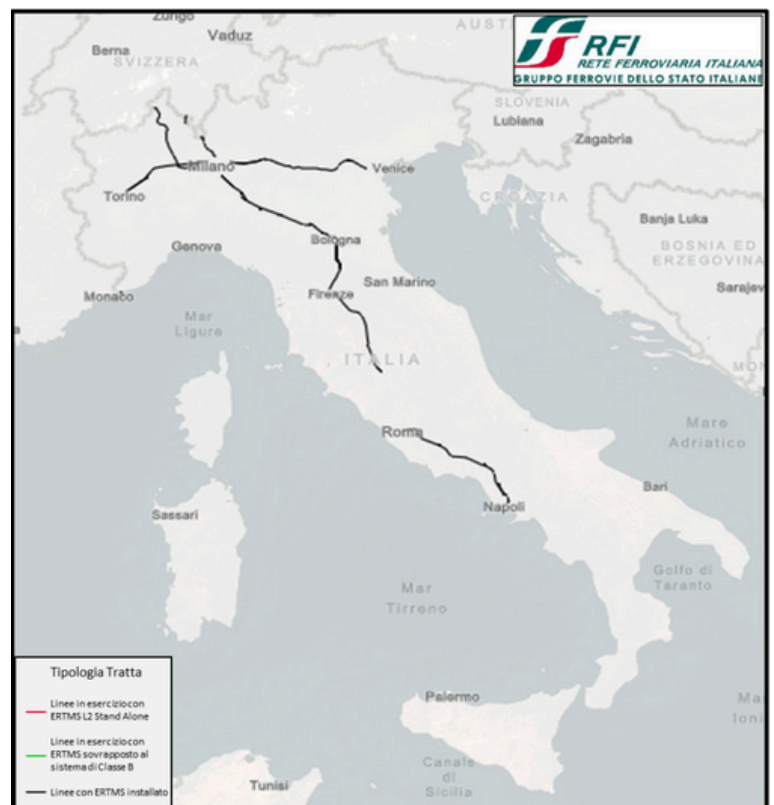 Zurigo
Vaduz
AUST
Berna
SVIZZERA
RFI
RETE FERROVIARIA ITALIANA
GRUPPO FERROVIE DELLO STATO ITALIANE
SLOVENIA
Lubiana
Zagabria
Milano
Venice
Torino
CROAZIA
Banja Luka
Bologna
BOSNIA ED
ERZEGOVINA
Genova
San Marino
Sarajev
Monaco
Firenze
Mar
Ligure
ITALIA
MON
Roma
Mare
Adriatico
Bari
Sassari
Napoli
Golfo di
Taranto
Mar
Tirreno
Tipologia Tratta
Linee in esercizio con
ERTMS L2 Stand Alone
Linee in esercizio con
ERTMS sovrapposto al
sistema di Classe B
Linee con ERTMS installato
Palermo
Ma
Ioni
Canale
di
Sicilia
Tunisi